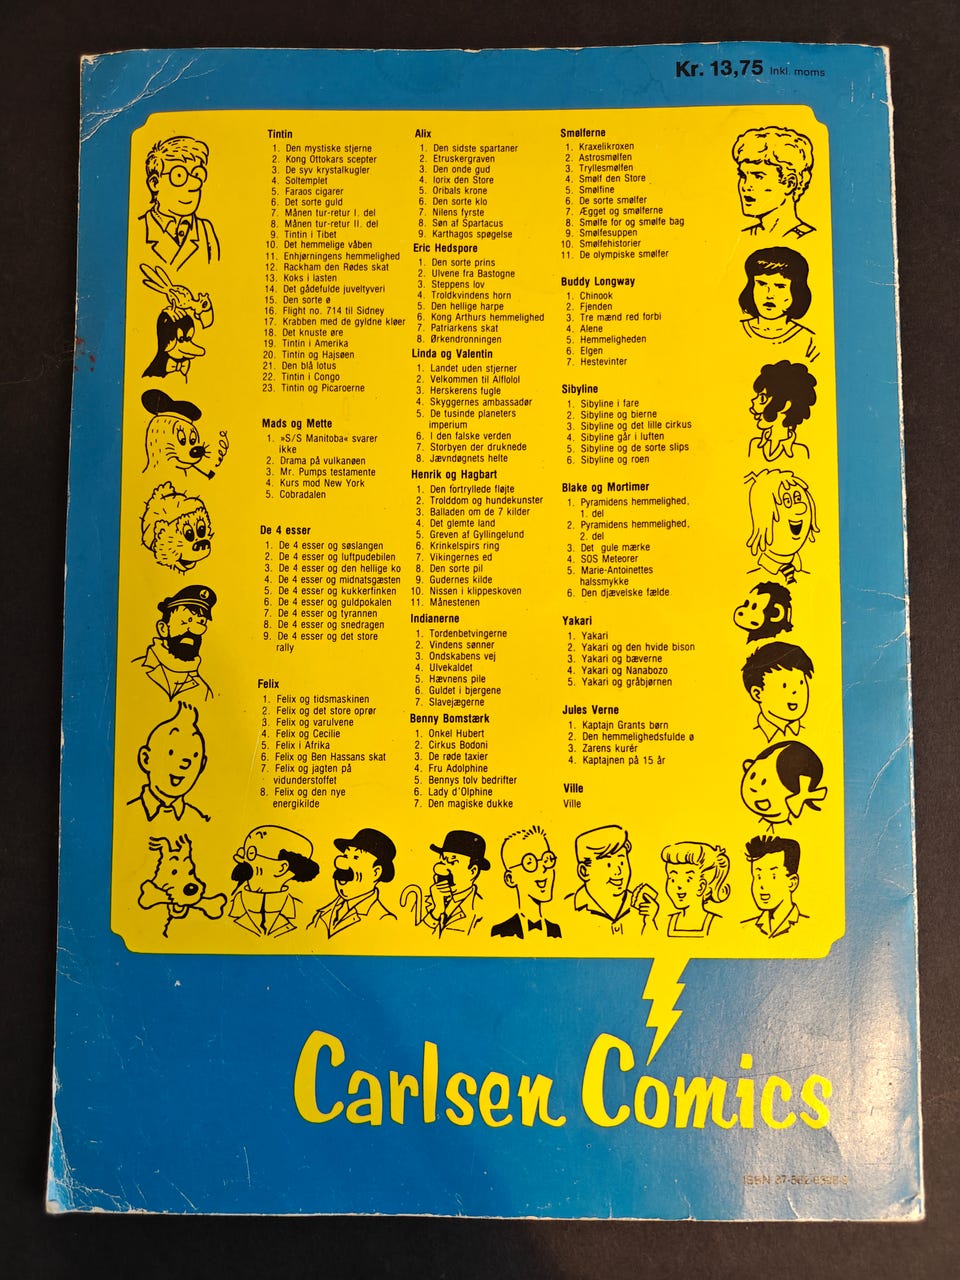 Kr. 13,75 Inkl. moms
Tintin
1. Den mystiske stjerne
2. Kong Ottokars scepter
3. De syv krystalkugler
4. Soltemplet
5. Faraos cigarer
6. Det sorte guld
7. Månen tur-retur I. del
8. Månen tur-retur II. del
9. Tintin i Tibet
10. Det hemmelige våben
11. Enhjørningens hemmelighed
12. Rackham den Rødes skat
13. Koks i lasten
14. Det gådefulde juveltyveri
15. Den sorte ø
16. Flight no. 714 til Sidney
17. Krabben med de gyldne kløer
18. Det knuste øre
19. Tintin i Amerika
20. Tintin og Hajsøen
21. Den blå lotus
22. Tintin i Congo
23. Tintin og Picaroerne
Mads og Mette
1. »S/S Manitoba« svarer
ikke
2. Drama på vulkanøen
3. Mr. Pumps testamente
4. Kurs mod New York
5. Cobradalen
De 4 esser
1. De 4 esser og søslangen
2. De 4 esser og luftpudebilen
3. De 4 esser og den hellige ko
4. De 4 esser og midnatsgæsten
5. De 4 esser og kukkerfinken
6. De 4 esser og guldpokalen
7. De 4 esser og tyrannen
8. De 4 esser og snedragen
9. De 4 esser og det store
rally
Felix
1. Felix og tidsmaskinen
2. Felix og det store oprør
3. Felix og varulvene
4. Felix og Cecilie
5. Felix i Afrika
6. Felix og Ben Hassans skat
7. Felix og jagten på
vidunderstoffet
8. Felix og den nye
energikilde
Alix
1. Den sidste spartaner
2. Etruskergraven
3. Den onde gud
4. Iorix den Store
5. Oribals krone
6. Den sorte klo
7. Nilens fyrste
8. Søn af Spartacus
9. Karthagos spøgelse
Eric Hedspore
1. Den sorte prins
2. Ulvene fra Bastogne
3. Steppens lov
4. Troldkvindens horn
5. Den hellige harpe
6. Kong Arthurs hemmelighed
7. Patriarkens skat
8. Ørkendronningen
Linda og Valentin
1. Landet uden stjerner
2. Velkommen til Alflolol
3. Herskerens fugle
4. Skyggernes ambassadør
5. De tusinde planeters
imperium
6. I den falske verden
7. Storbyen der druknede
8. Jævndøgnets helte
Henrik og Hagbart
1. Den fortryllede fløjte
2. Trolddom og hundekunster
3. Balladen om de 7 kilder
4. Det glemte land
5. Greven af Gyllingelund
6. Krinkelspirs ring
7. Vikingernes ed
8. Den sorte pil
9. Gudernes kilde
10. Nissen i klippeskoven
11. Månestenen
Indianerne
1. Tordenbetvingerne
2. Vindens sønner
3. Ondskabens vej
4. Ulvekaldet
5. Hævnens pile
6. Guldet i bjergene
7. Slavejægerne
Benny Bomstærk
1. Onkel Hubert
2. Cirkus Bodoni
3. De røde taxier
4. Fru Adolphine
5. Bennys tolv bedrifter
6. Lady d'Olphine
7. Den magiske dukke
Smølferne
1. Kraxelikroxen
2. Astrosmølfen
3. Tryllesmølfen
4. Smølf den Store
5. Smølfine
6. De sorte smølfer
7. Ægget og smølferne
8. Smølfe for og smølfe bag
9. Smølfesuppen
10. Smølfehistorier
11. De olympiske smølfer
Buddy Longway
1. Chinook
2. Fjenden
3. Tre mænd red forbi
4. Alene
5. Hemmeligheden
6. Elgen
7. Hestevinter
Sibyline
1. Sibyline i fare
2. Sibyline og bierne
3. Sibyline og det lille cirkus
4. Sibyline går i luften
5. Sibyline og de sorte slips
6. Sibyline og roen
Blake og Mortimer
1. Pyramidens hemmelighed,
1. del
2. Pyramidens hemmelighed,
2. del
3. Det gule mærke
4. SOS Meteorer
5. Marie-Antoinettes
halssmykke
6. Den djævelske fælde
Yakari
1. Yakari
2. Yakari og den hvide bison
3. Yakari og bæverne
4. Yakari og Nanabozo
5. Yakari og gråbjørnen
Jules Verne
1. Kaptajn Grants børn
2. Den hemmelighedsfulde ø
3. Zarens kurér
4. Kaptajnen på 15 år
Ville
Ville
Carlsen Comics
ISBN